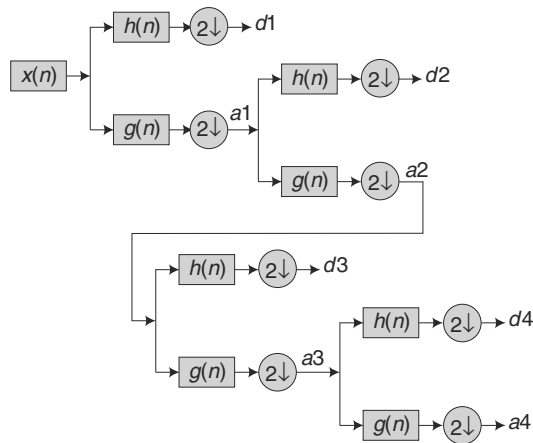 h(n) 2↓ d1
x(n)
g(n) 2↓ a1 h(n) 2↓ d2
g(n) 2↓ a2
h(n) 2↓ d3
g(n) 2↓ a3 h(n) 2↓ d4
g(n) 2↓ a4